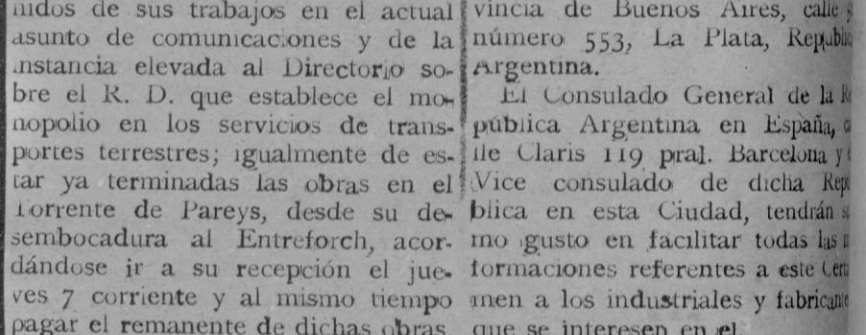 nidos de sus trabajos en el actual
asunto de comunicaciones y de la
instancia elevada al Directorio so-
bre el R. D. que establece el mo-
nopolio en los servicios de trans-
portes terrestres; igualmente de es-
tar ya terminadas las obras en el
Torrente de Pareys, desde su de-
sembocadura al Entreforch, acor-
dándose ir a su recepción el jue-
ves 7 corriente y al mismo tiempo
pagar el remanente de dichas obras
vincia de Buenos Aires, calle
número 553, La Plata, Republic
Argentina.
El Consulado General de la Re
pública Argentina en España, c
lle Claris 119 pral. Barcelona y e
Vice consulado de dicha Repú
blica en esta Ciudad, tendrán su
mo gusto en facilitar todas las in
formaciones referentes a este Certa
men a los industriales y fabricante
que se interesen en el